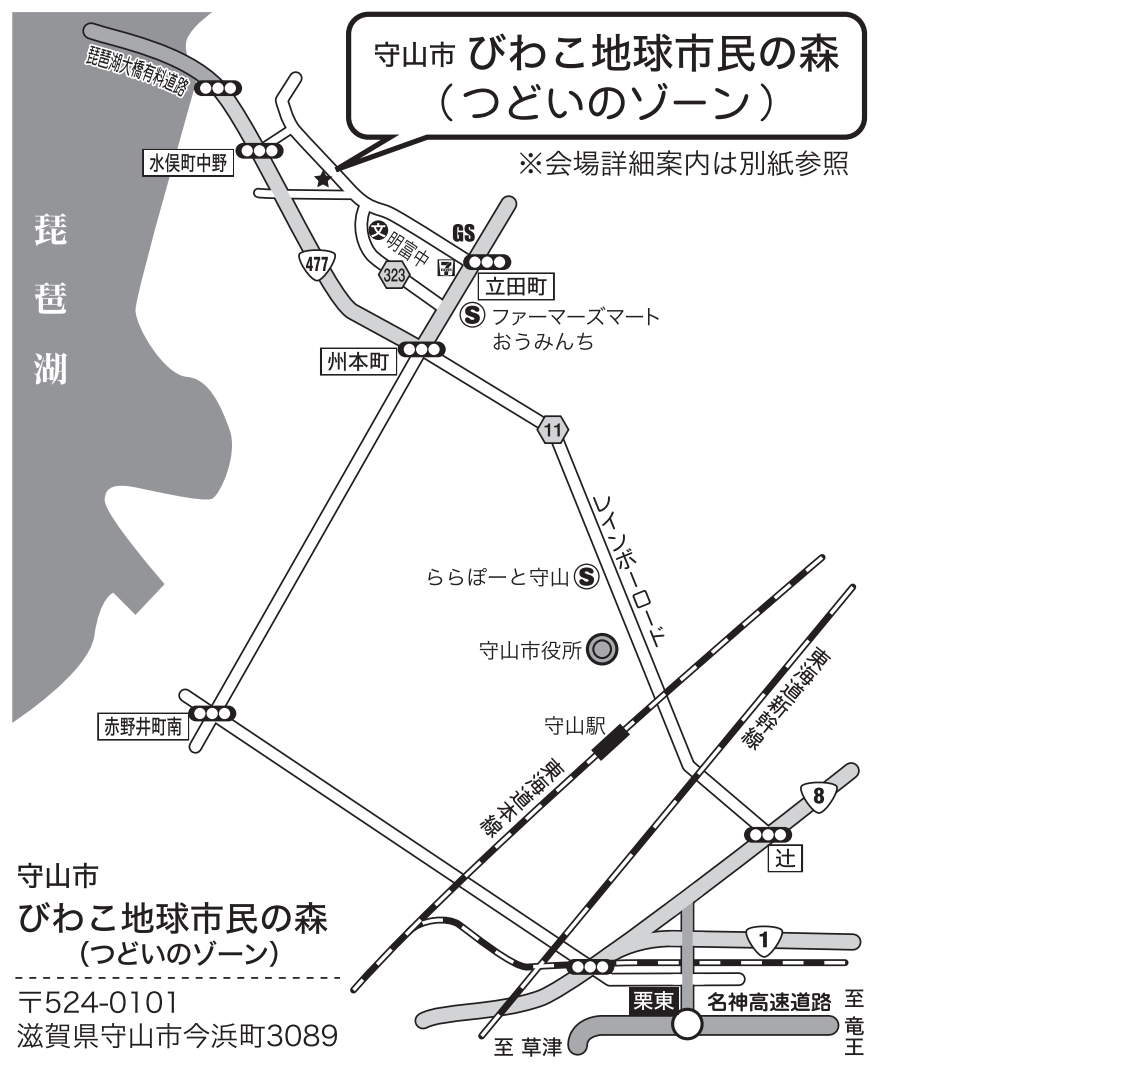 守山市 びわこ地球市民の森
(つどいのゾーン)
※会場詳細案内は別紙参照
琵琶湖大橋有料道路
水俣町中野
琵琶湖
GS
文
明富中
7
477
323
立田町
S ファーマーズマート
おうみんち
州本町
11
レインボーロード
ららぽーと守山 S
守山市役所
守山駅
東海道新幹線
東海道本線
赤野井町南
8
辻
1
栗東
名神高速道路
至 竜王
至 草津
守山市
びわこ地球市民の森
(つどいのゾーン)
〒524-0101
滋賀県守山市今浜町3089